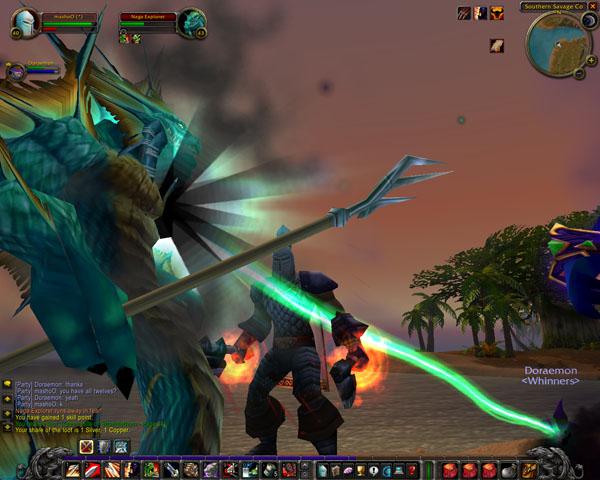 mashoO (*)
40
Naga Explorer
43
Southern Savage Co
Doraemon
Doraemon
<Whinners>
[Party] Doraemon: thanks
[Party] mashoO: you have all twelves?
[Party] Doraemon: yeah
[Party] mashoO: k
Naga Explorer runs away in fear!
You have gained 1 skill point.
Your share of the loot is 1 Silver, 1 Copper.